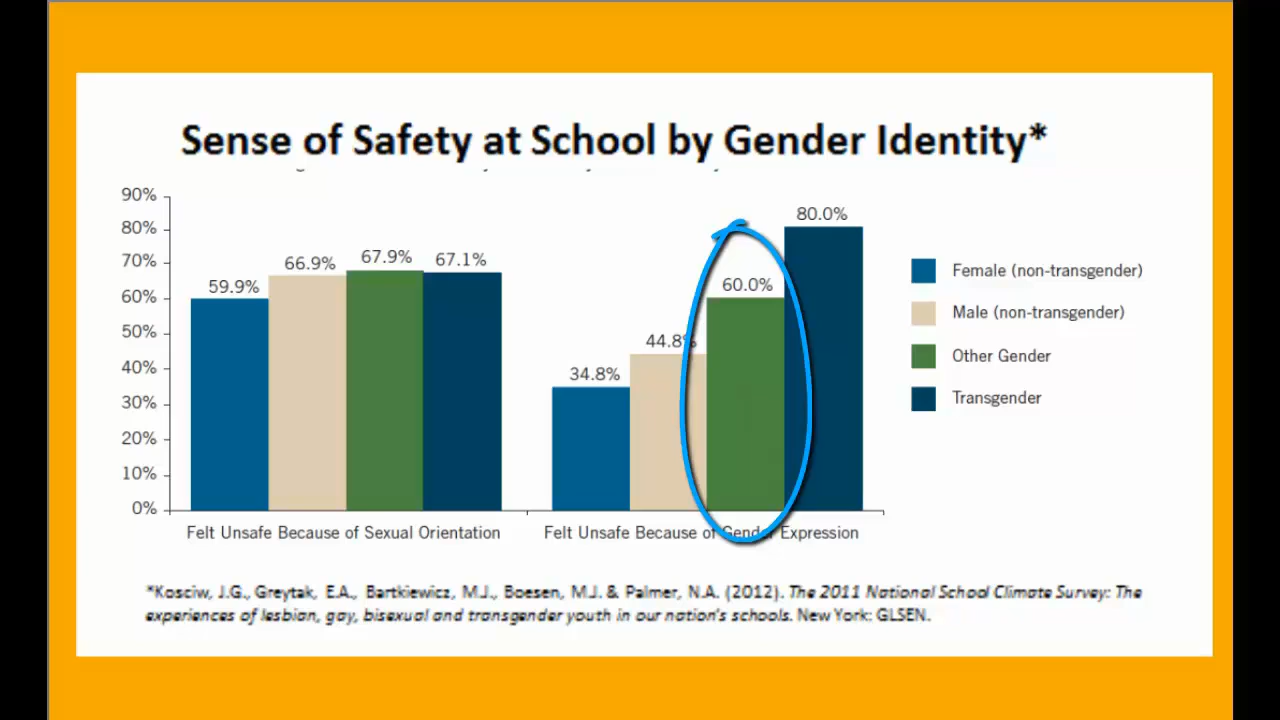 Sense of Safety at School by Gender Identity*
90%
80%
70%
60%
50%
40%
30%
20%
10%
0%
59.9%
66.9%
67.9%
67.1%
34.8%
44.8%
60.0%
80.0%
Felt Unsafe Because of Sexual Orientation
Felt Unsafe Because of Gender Expression
Female (non-transgender)
Male (non-transgender)
Other Gender
Transgender
*Kosciw, J.G., Greytak, E.A., Bartkiewicz, M.J., Boesen, M.J. & Palmer, N.A. (2012). The 2011 National School Climate Survey: The
experiences of lesbian, gay, bisexual and transgender youth in our nation's schools. New York: GLSEN.